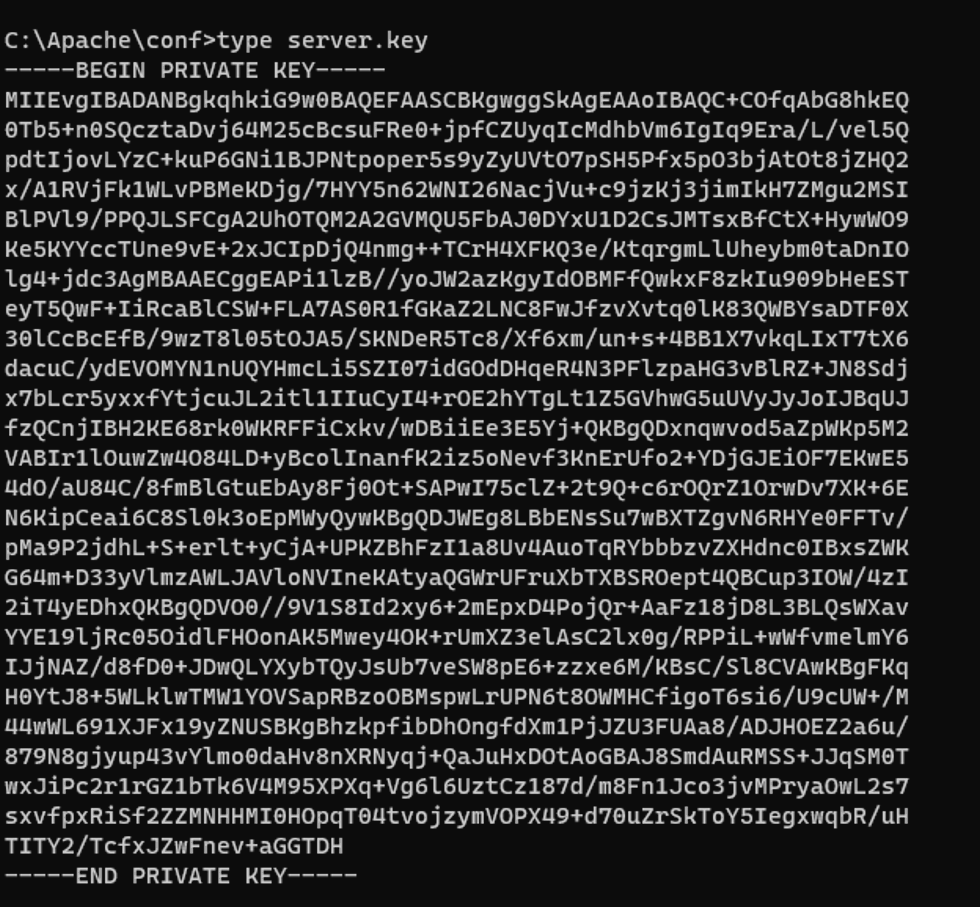 C:\Apache\conf>type server.key
-----BEGIN PRIVATE KEY-----
MIIEvgIBADANBgkqhkiG9w0BAQEFAASCBKgwggSkAgEAAoIBAQC+COfqAbG8hkEQ
0Tb5+n0SQcztaDvj64M25cBcsuFRe0+jpfCZUyqIcMdhbVm6IgIq9Era/L/vel5Q
pdtIjovLYzC+kuP6GNi1BJPNtpoper5s9yZyUVtO7pSH5Pfx5pO3bjAtOt8jZHQ2
x/A1RVjFk1WLvPBMeKDjg/7HYY5n62WNI26NacjVu+c9jzKj3jimIkH7ZMgu2MSI
BlPVl9/PPQJLSFCgA2UhOTQM2A2GVMQU5FbAJ0DYxU1D2CsJMTsxBfCtX+HywWO9
Ke5KYYccTUne9vE+2xJCIpDjQ4nmg++TCrH4XFKQ3e/KtqrgmLlUheybm0taDnIO
lg4+jdc3AgMBAAECggEAPi1lzB//yoJW2azKgyIdOBMFfQwkxF8zkIu909bHeEST
eyT5QwF+IiRcaBlCSW+FLA7AS0R1fGKaZ2LNC8FwJfzvXvtq0lK83QWBYsaDTF0X
30lCcBcEfB/9wzT8l05tOJA5/SKNDeR5Tc8/Xf6xm/un+s+4BB1X7vkqLIxT7tX6
dacuC/ydEVOMYN1nUQYHmcLi5SZI07idGOdDHqeR4N3PFlzpaHG3vBlRZ+JN8Sdj
x7bLcr5yxxfYtjcuJL2itl1IIuCyI4+rOE2hYTgLt1Z5GVhwG5uUVyJyJoIJBqUJ
fzQCnjIBH2KE68rk0WKRFFiCxkv/wDBiiEe3E5Yj+QKBgQDxnqwvod5aZpWKp5M2
VABIr1lOuwZw4O84LD+yBcolInanfK2iz5oNevf3KnErUfo2+YDjGJEiOF7EKwE5
4dO/aU84C/8fmBlGtuEbAy8Fj0Ot+SAPwI75clZ+2t9Q+c6rOQrZ1OrwDv7XK+6E
N6KipCeai6C8Sl0k3oEpMWyQywKBgQDJWEg8LBbENsSu7wBXTZgvN6RHYe0FFTv/
pMa9P2jdhL+S+erlt+yCjA+UPKZBhFzI1a8Uv4AuoTqRYbbbzvZXHdnc0IBxsZWK
G64m+D33yVlmzAWLJAVloNVIneKAtyaQGWrUFruXbTXBSROept4QBCup3IOW/4zI
2iT4yEDhxQKBgQDVO0//9V1S8Id2xy6+2mEpxD4PojQr+AaFz18jD8L3BLQsWXav
YYE19ljRc05OidlFHOonAK5Mwey4OK+rUmXZ3elAsC2lx0g/RPPiL+wWfvmelmY6
IJjNAZ/d8fD0+JDwQLYXybTQyJsUb7veSW8pE6+zzxe6M/KBsC/Sl8CVAwKBgFKq
H0YtJ8+5WLklwTMW1YOVSapRBzoOBMspwLrUPN6t8OWMHCfigoT6si6/U9cUW+/M
44wWL691XJFx19yZNUSBKgBhzkpfibDhOngfdXm1PjJZU3FUAa8/ADJHOEZ2a6u/
879N8gjyup43vYlmo0daHv8nXRNyqj+QaJuHxDOtAoGBAJ8SmdAuRMSS+JJqSM0T
wxJiPc2r1rGZ1bTk6V4M95XPXq+Vg6l6UztCz187d/m8Fn1Jco3jvMPryaOwL2s7
sxvfpxRiSf2ZZMNHHMI0HOpqT04tvojzymVOPX49+d70uZrSkToY5IegxwqbR/uH
TITY2/TcfxJZwFnev+aGGTDH
-----END PRIVATE KEY-----